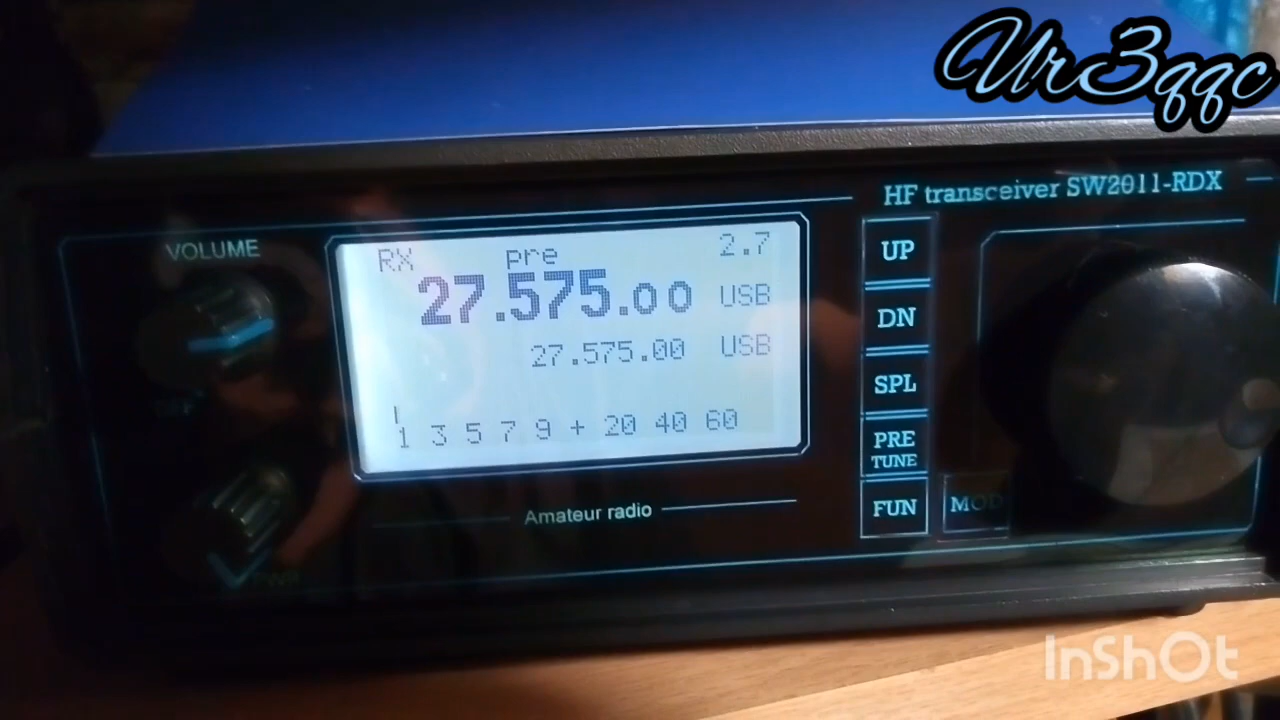 Ur3qqc
HF transceiver SW2011-RDX
VOLUME
RX pre 2.7
27.575.00 USB
27.575.00 USB
1 3 5 7 9 + 20 40 60
UP
DN
SPL
PRE
TUNE
FUN
Amateur radio
InShOt